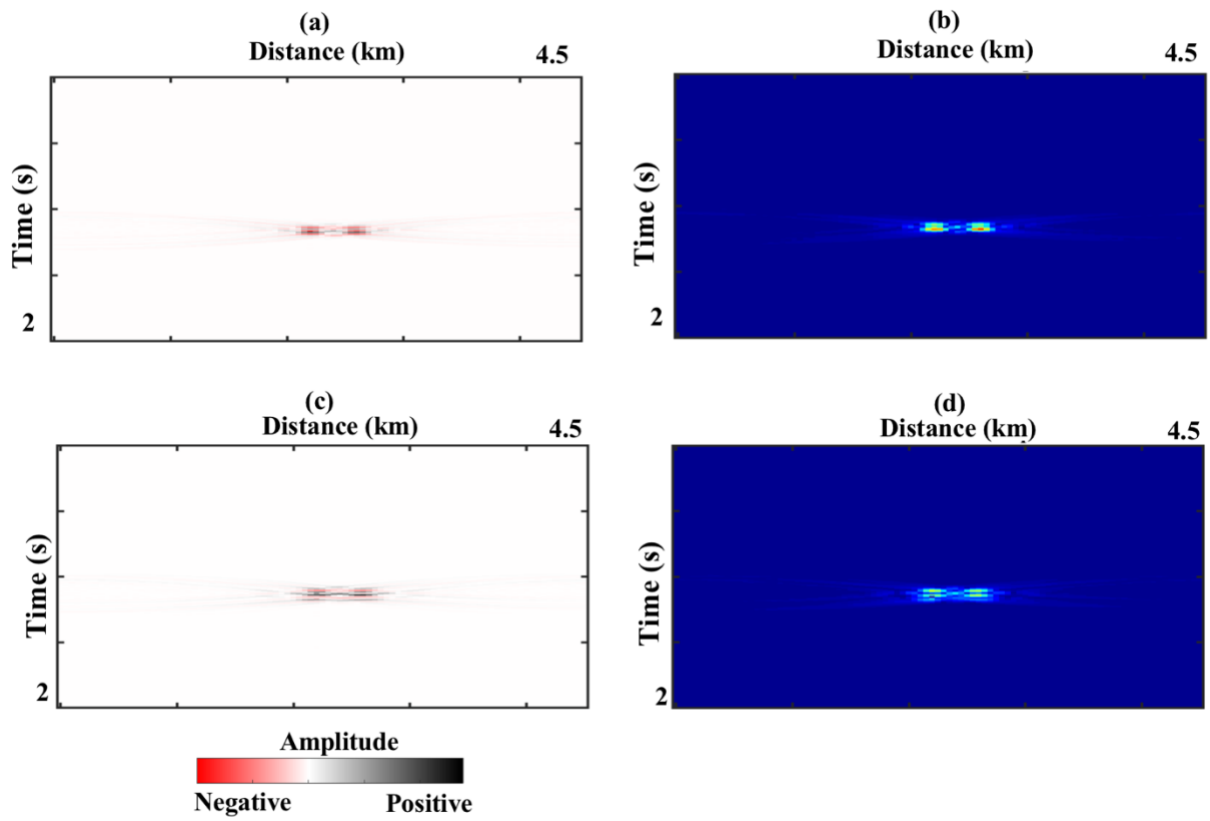 (a)
Distance (km)
4.5
Time (s)
2
(b)
Distance (km)
4.5
Time (s)
2
(c)
Distance (km)
4.5
Time (s)
2
(d)
Distance (km)
4.5
Time (s)
2
Amplitude
Negative
Positive